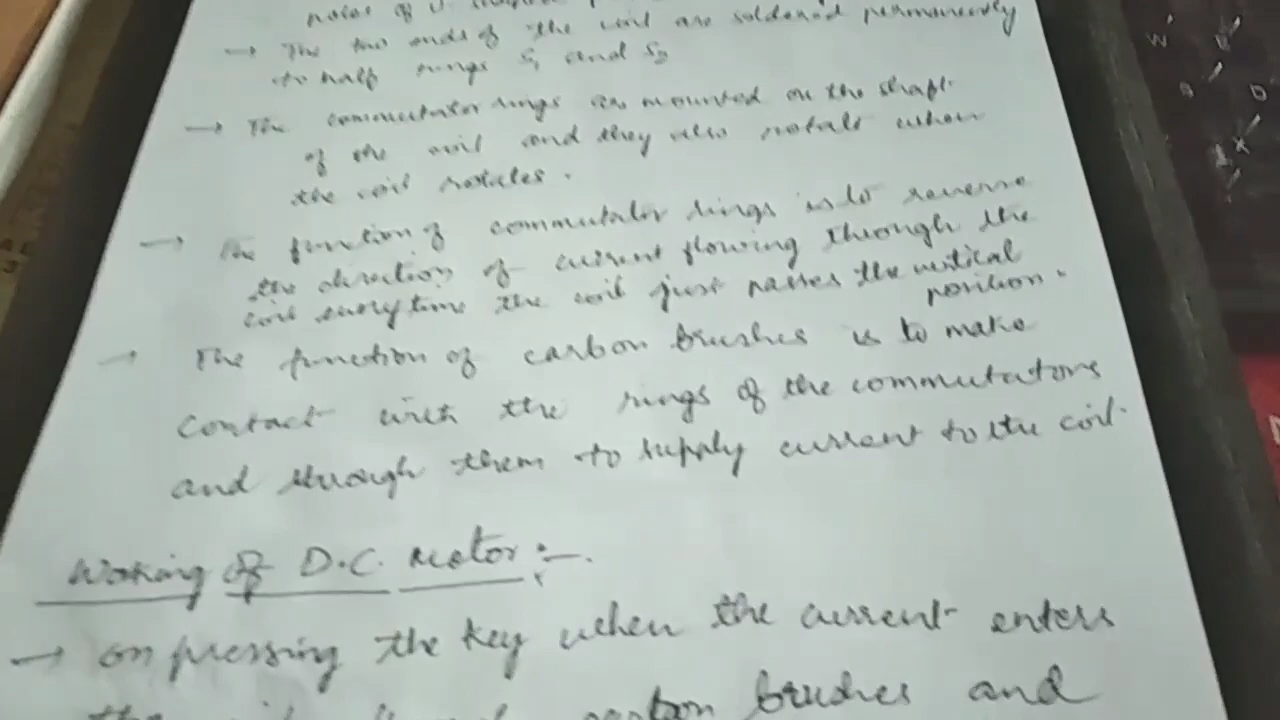 poles of U
→ The two ends of the coil are soldered permanently
to half rings S1 and S2
→ The commutator rings are mounted on the shaft
of the coil and they also rotate when
the coil rotates.
→ The function of commutator rings is to reverse
the direction of current flowing through the
coil every time the coil just passes the vertical
position.
→ The function of carbon brushes is to make
contact with the rings of the commutators
and through them to supply current to the coil.
Working of D.C. Motor :-
→ on pressing the key when the current enters
the carbon brushes and